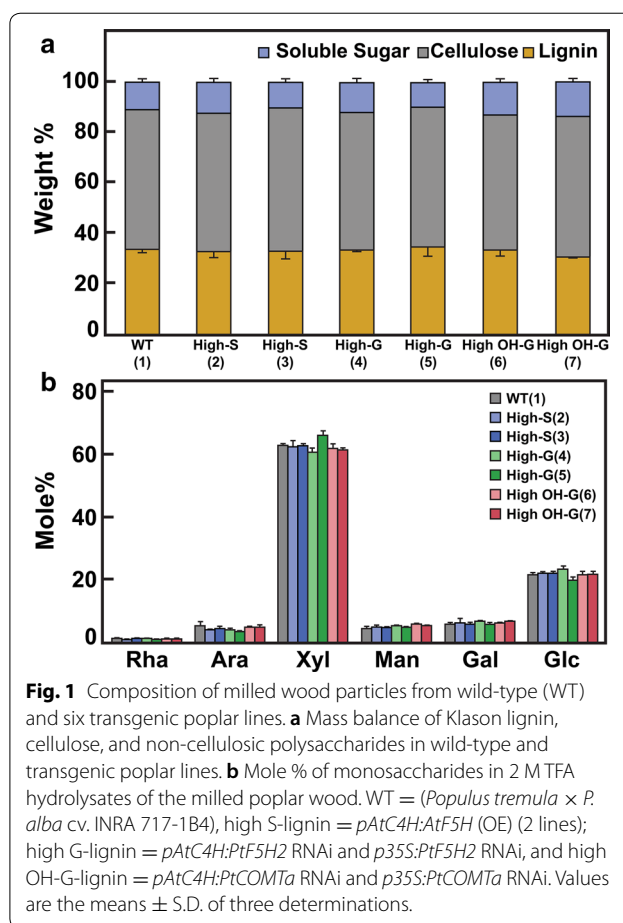 a
Soluble Sugar Cellulose Lignin
Weight %
100
80
60
40
20
0
WT High-S High-S High-G High-G High OH-G High OH-G
(1) (2) (3) (4) (5) (6) (7)
b
Mole%
80
60
40
20
0
WT(1)
High-S(2)
High-S(3)
High-G(4)
High-G(5)
High OH-G(6)
High OH-G(7)
Rha Ara Xyl Man Gal Glc
Fig. 1 Composition of milled wood particles from wild-type (WT)
and six transgenic poplar lines. a Mass balance of Klason lignin,
cellulose, and non-cellulosic polysaccharides in wild-type and
transgenic poplar lines. b Mole % of monosaccharides in 2 M TFA
hydrolysates of the milled poplar wood. WT = (Populus tremula × P.
alba cv. INRA 717-1B4), high S-lignin = pAtC4H:AtF5H (OE) (2 lines);
high G-lignin = pAtC4H:PtF5H2 RNAi and p35S:PtF5H2 RNAi, and high
OH-G-lignin = pAtC4H:PtCOMTa RNAi and p35S:PtCOMTa RNAi. Values
are the means ± S.D. of three determinations.